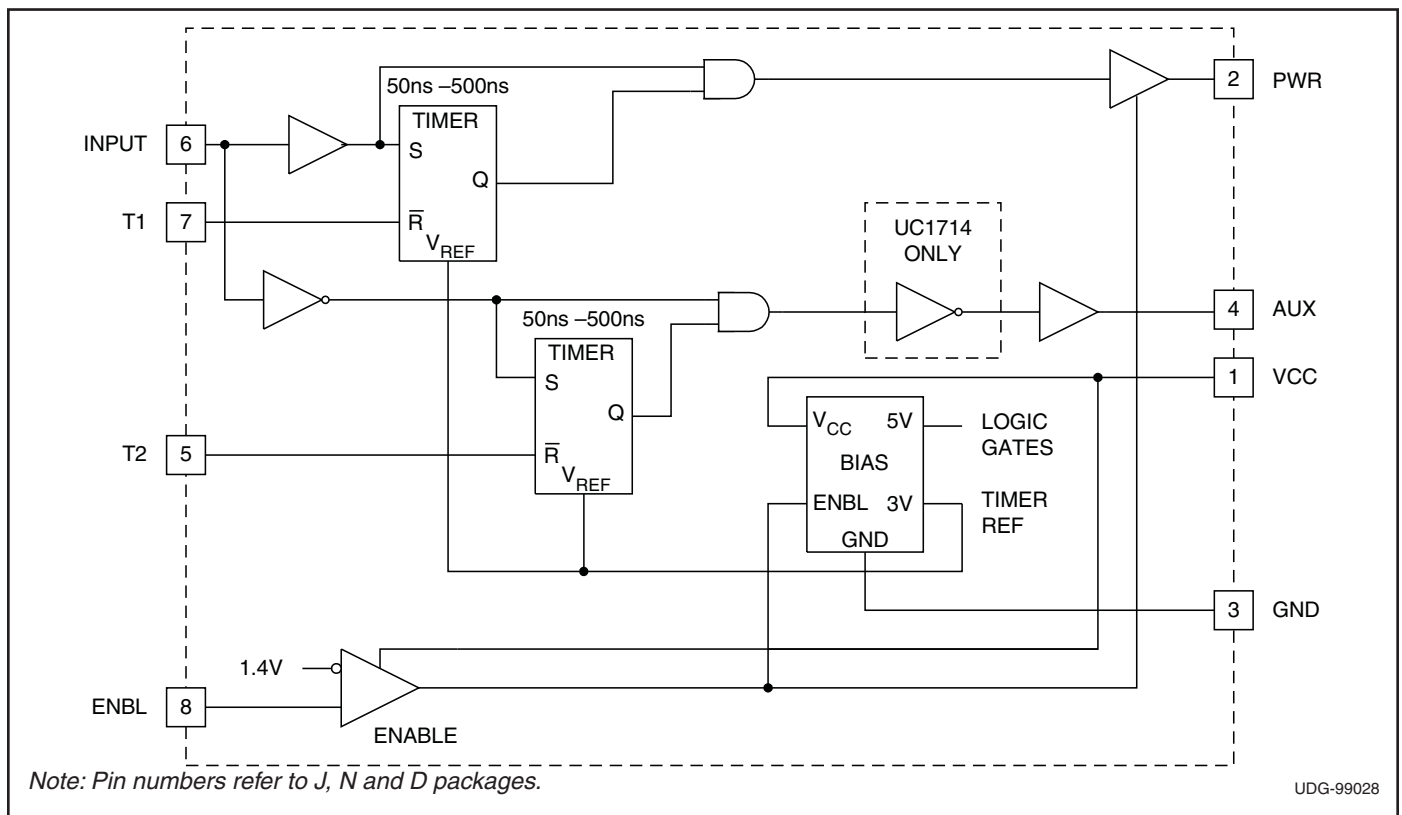 50ns –500ns
2
PWR
TIMER
INPUT
6
S
Q
T1
7
R̅
VREF
UC1714
ONLY
50ns –500ns
4
AUX
TIMER
S
1
VCC
Q
VCC
5V
LOGIC
GATES
BIAS
T2
5
R̅
VREF
ENBL
3V
TIMER
REF
GND
3
GND
1.4V
ENBL
8
ENABLE
Note: Pin numbers refer to J, N and D packages.
UDG-99028